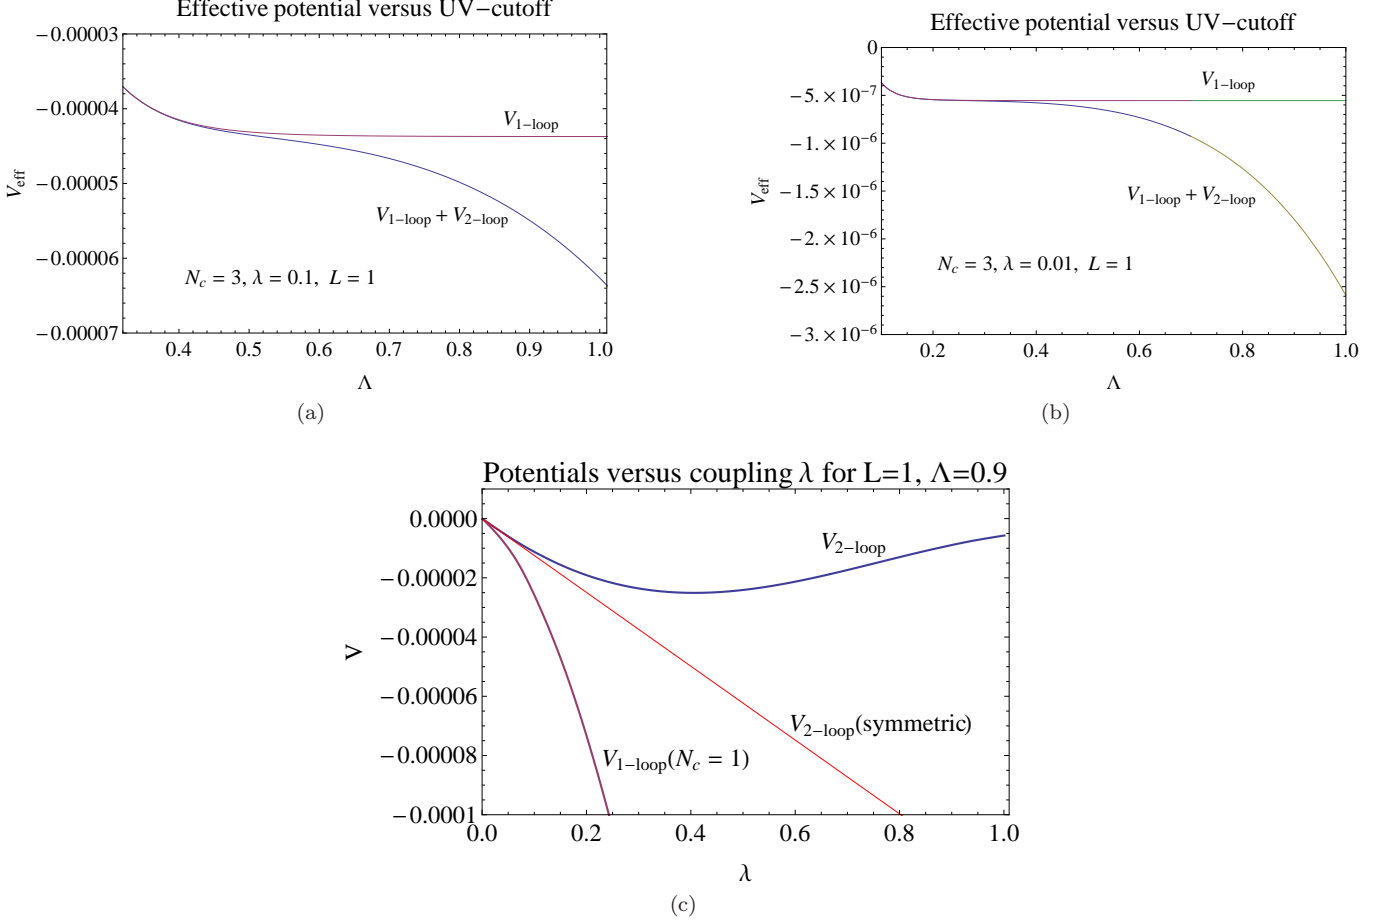 Effective potential versus UV−cutoff
−0.00003
−0.00004
−0.00005
−0.00006
−0.00007
V_eff
V_1−loop
V_1−loop + V_2−loop
N_c = 3, λ = 0.1, L = 1
0.4 0.5 0.6 0.7 0.8 0.9 1.0
Λ
(a)
Effective potential versus UV−cutoff
0
−5. × 10^−7
−1. × 10^−6
−1.5 × 10^−6
−2. × 10^−6
−2.5 × 10^−6
−3. × 10^−6
V_eff
V_1−loop
V_1−loop + V_2−loop
N_c = 3, λ = 0.01, L = 1
0.2 0.4 0.6 0.8 1.0
Λ
(b)
Potentials versus coupling λ for L=1, Λ=0.9
0.0000
−0.00002
−0.00004
−0.00006
−0.00008
−0.0001
V
V_2−loop
V_2−loop(symmetric)
V_1−loop(N_c = 1)
0.0 0.2 0.4 0.6 0.8 1.0
λ
(c)